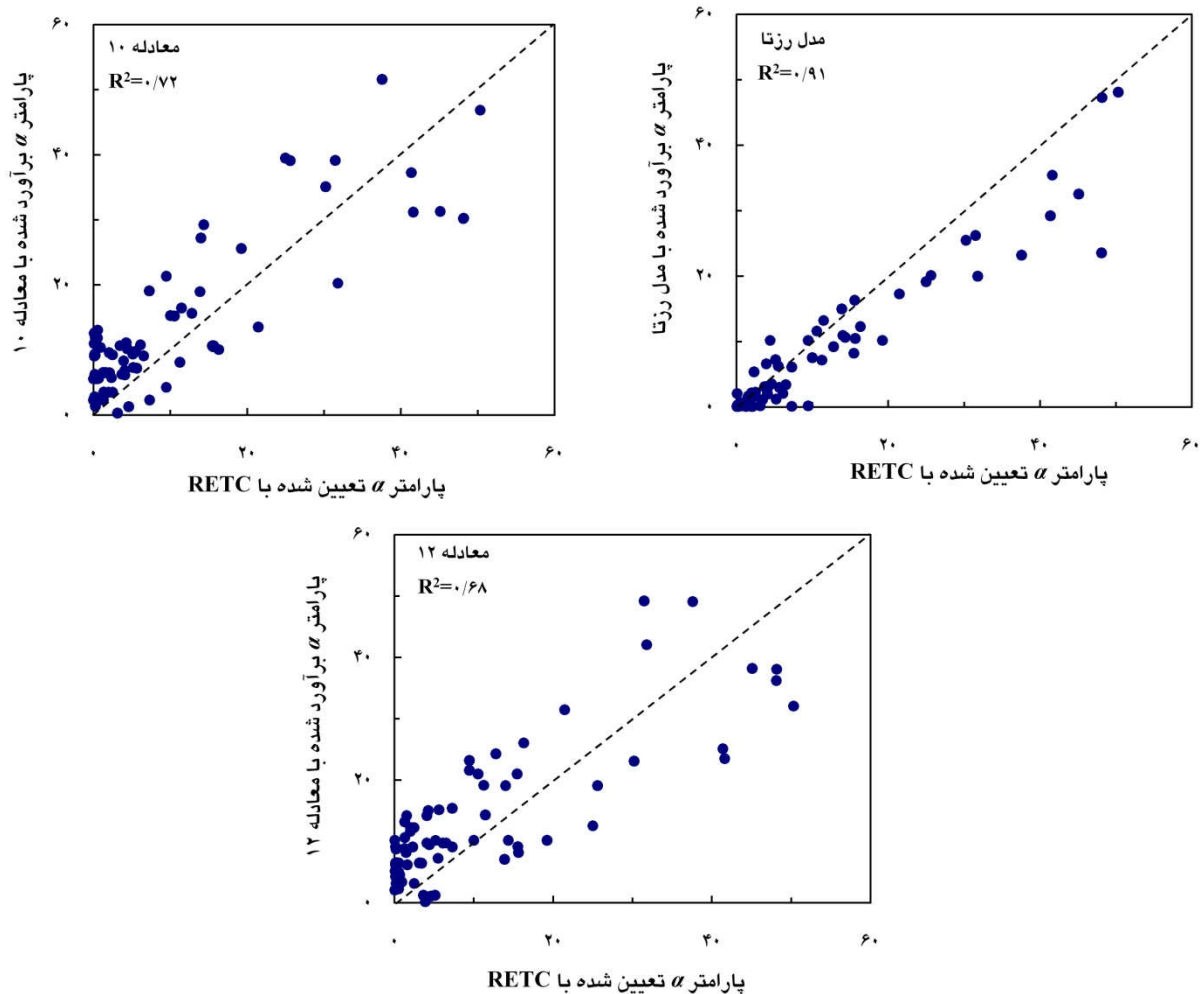 ۶۰
معادله ۱۰
R²=۰/۷۲
۴۰
۲۰
۰
پارامتر α برآورد شده با معادله ۱۰
۰ ۲۰ ۴۰ ۶۰
پارامتر α تعیین شده با RETC
۶۰
مدل رزتا
R²=۰/۹۱
۴۰
۲۰
۰
پارامتر α برآورد شده با مدل رزتا
۰ ۲۰ ۴۰ ۶۰
پارامتر α تعیین شده با RETC
۶۰
معادله ۱۲
R²=۰/۶۸
۴۰
۲۰
۰
پارامتر α برآورد شده با معادله ۱۲
۰ ۲۰ ۴۰ ۶۰
پارامتر α تعیین شده با RETC